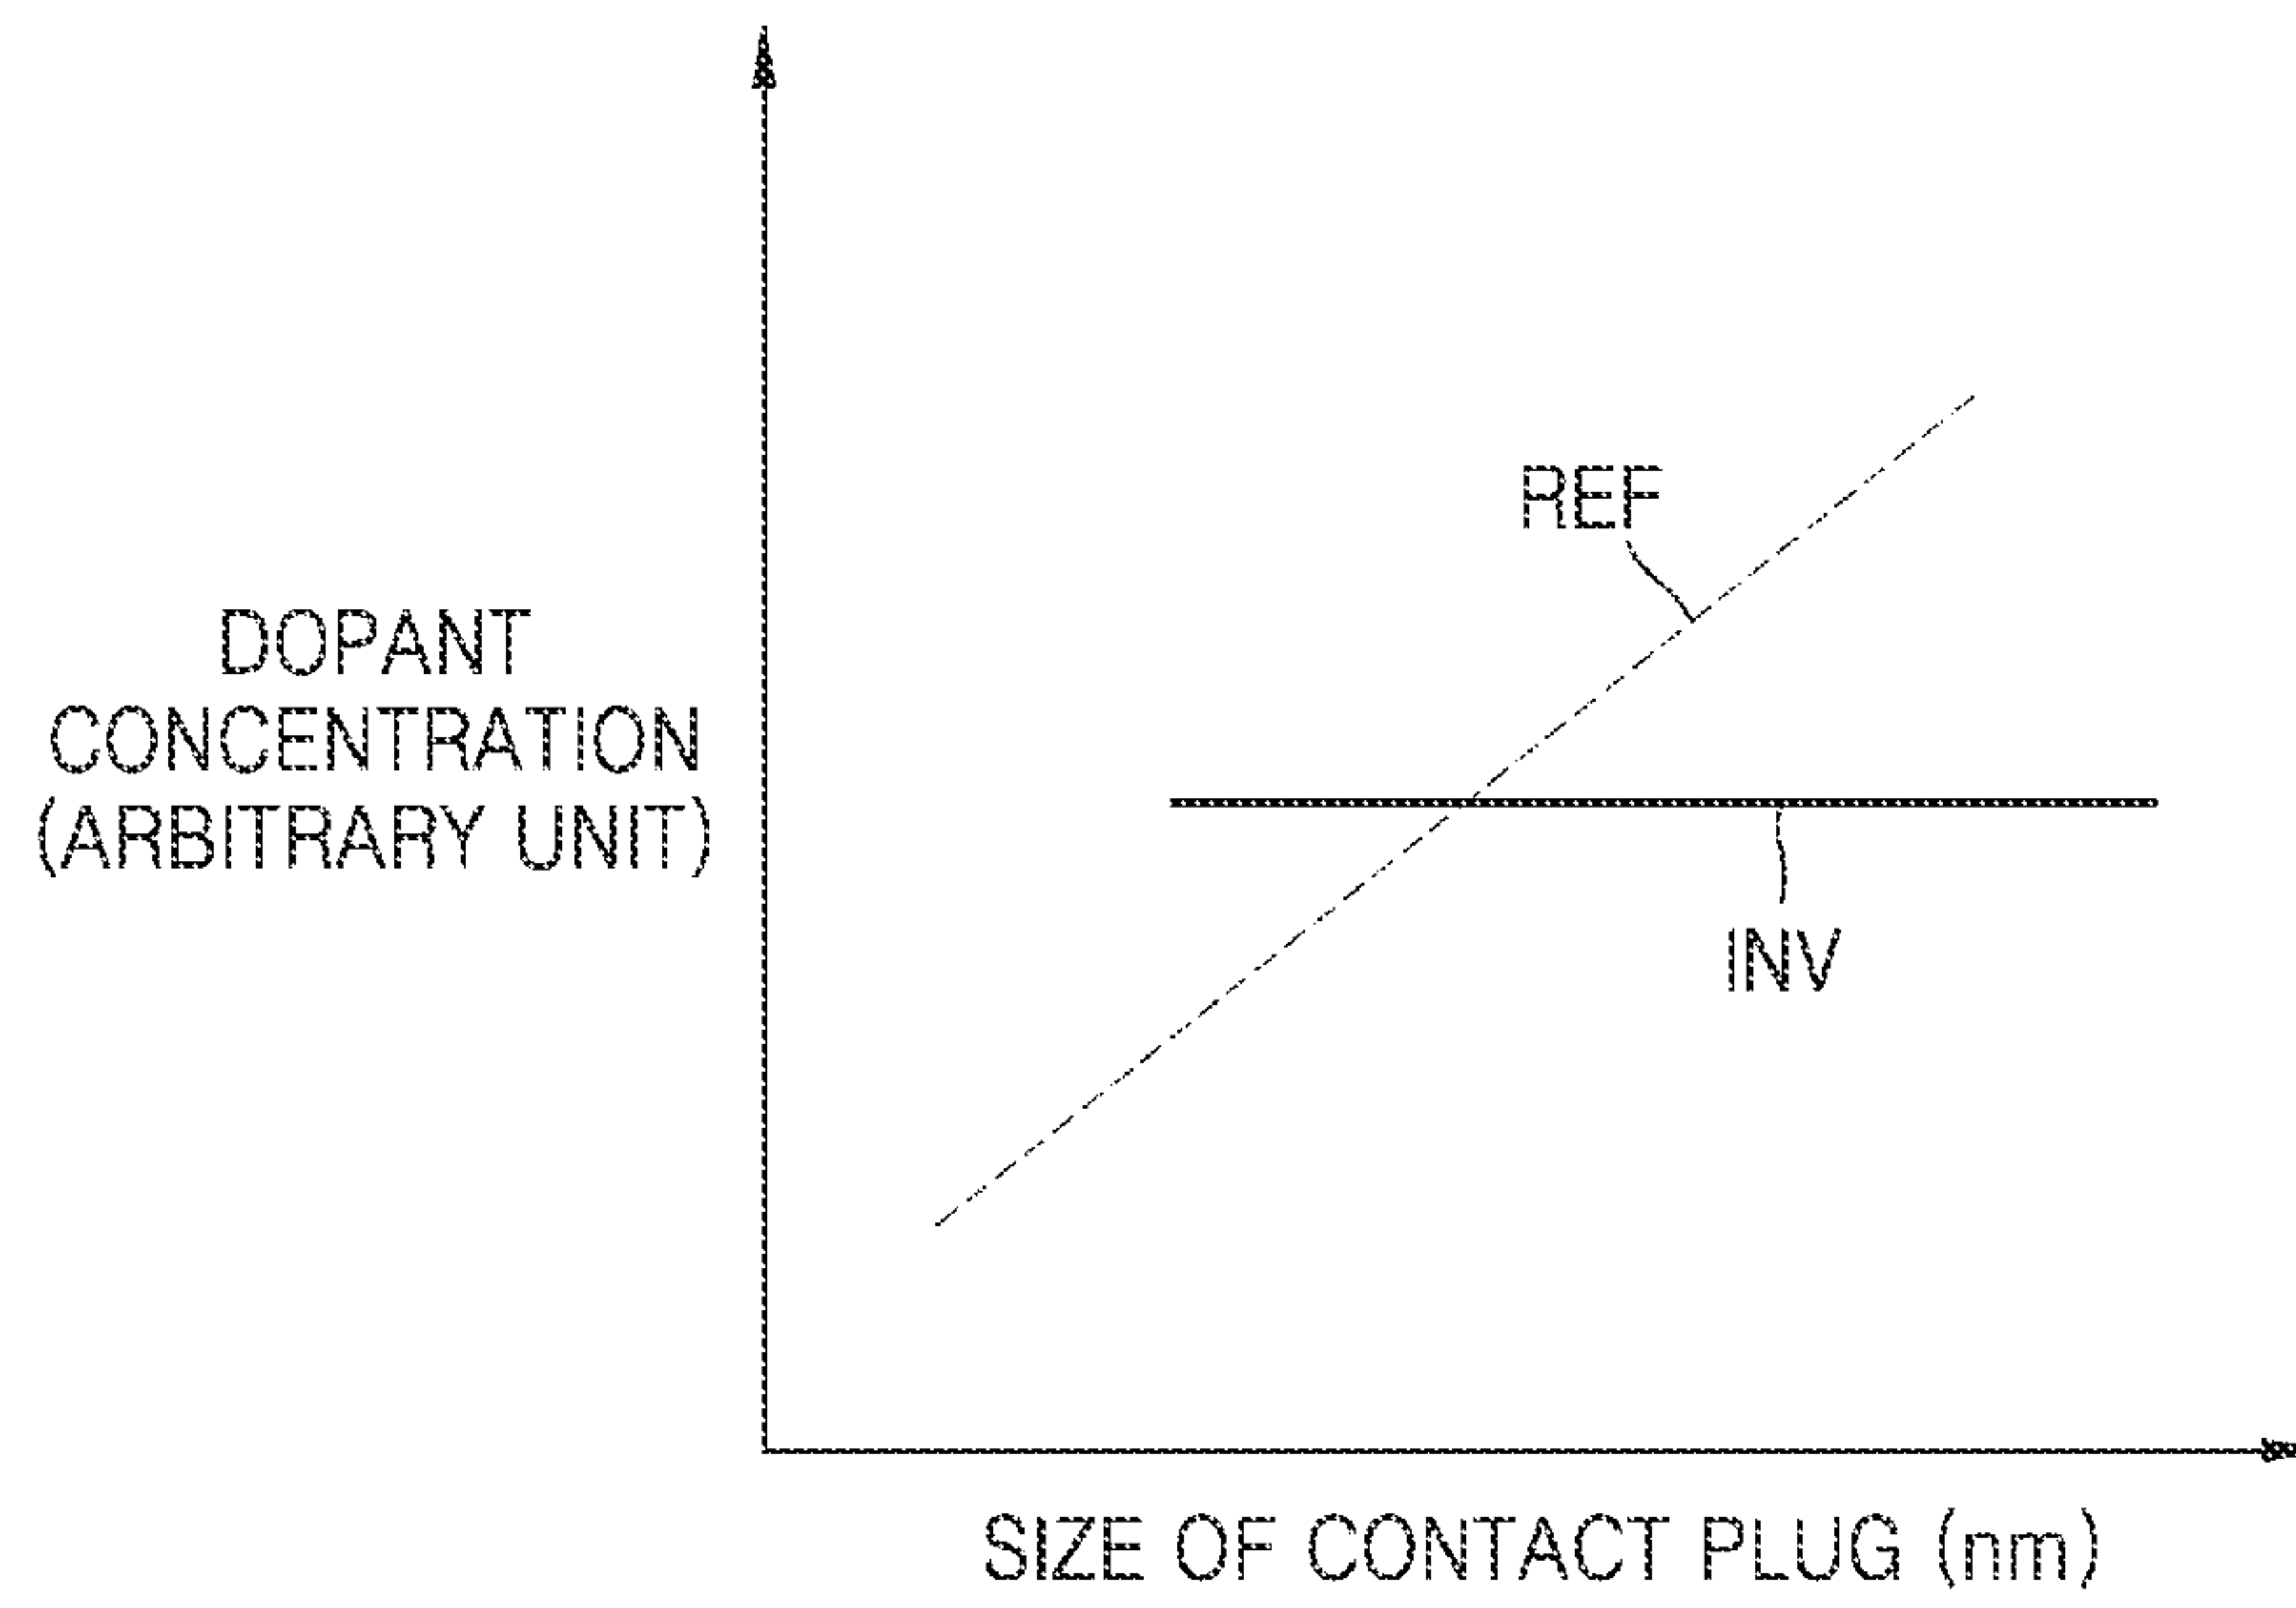 REF
DOPANT
CONCENTRATION
(ARBITRARY UNIT)
INV
SIZE OF CONTACT PLUG (nm)